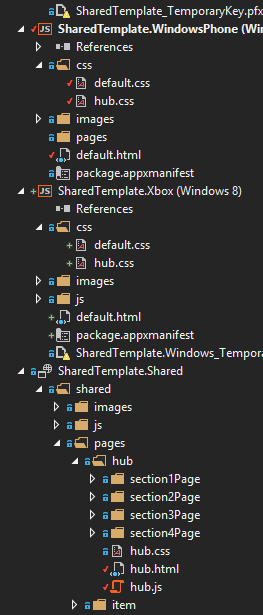 SharedTemplate_TemporaryKey.pfx
JS SharedTemplate.WindowsPhone (Win
References
css
default.css
hub.css
images
pages
default.html
package.appxmanifest
JS SharedTemplate.Xbox (Windows 8)
References
css
default.css
hub.css
images
js
default.html
package.appxmanifest
SharedTemplate.Windows_Tempora
SharedTemplate.Shared
shared
images
js
pages
hub
section1Page
section2Page
section3Page
section4Page
hub.css
hub.html
hub.js
item